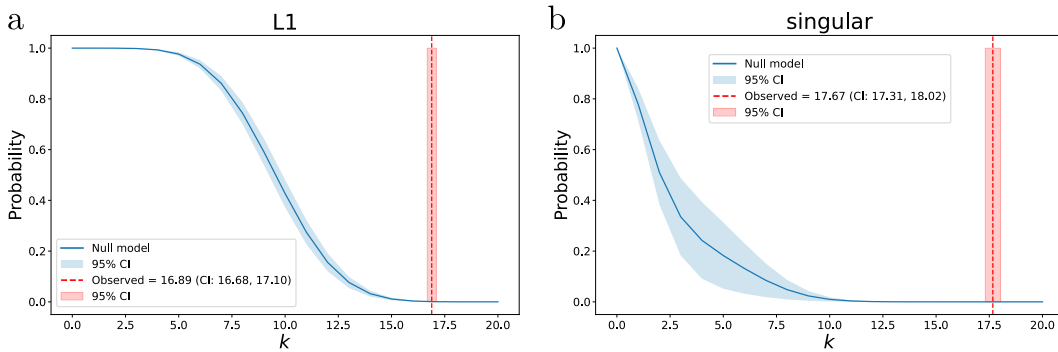 a
L1
Probability
1.0
0.8
0.6
0.4
0.2
0.0
Null model
95% CI
Observed = 16.89 (CI: 16.68, 17.10)
95% CI
0.0 2.5 5.0 7.5 10.0 12.5 15.0 17.5 20.0
k
b
singular
Probability
1.0
0.8
0.6
0.4
0.2
0.0
Null model
95% CI
Observed = 17.67 (CI: 17.31, 18.02)
95% CI
0.0 2.5 5.0 7.5 10.0 12.5 15.0 17.5 20.0
k